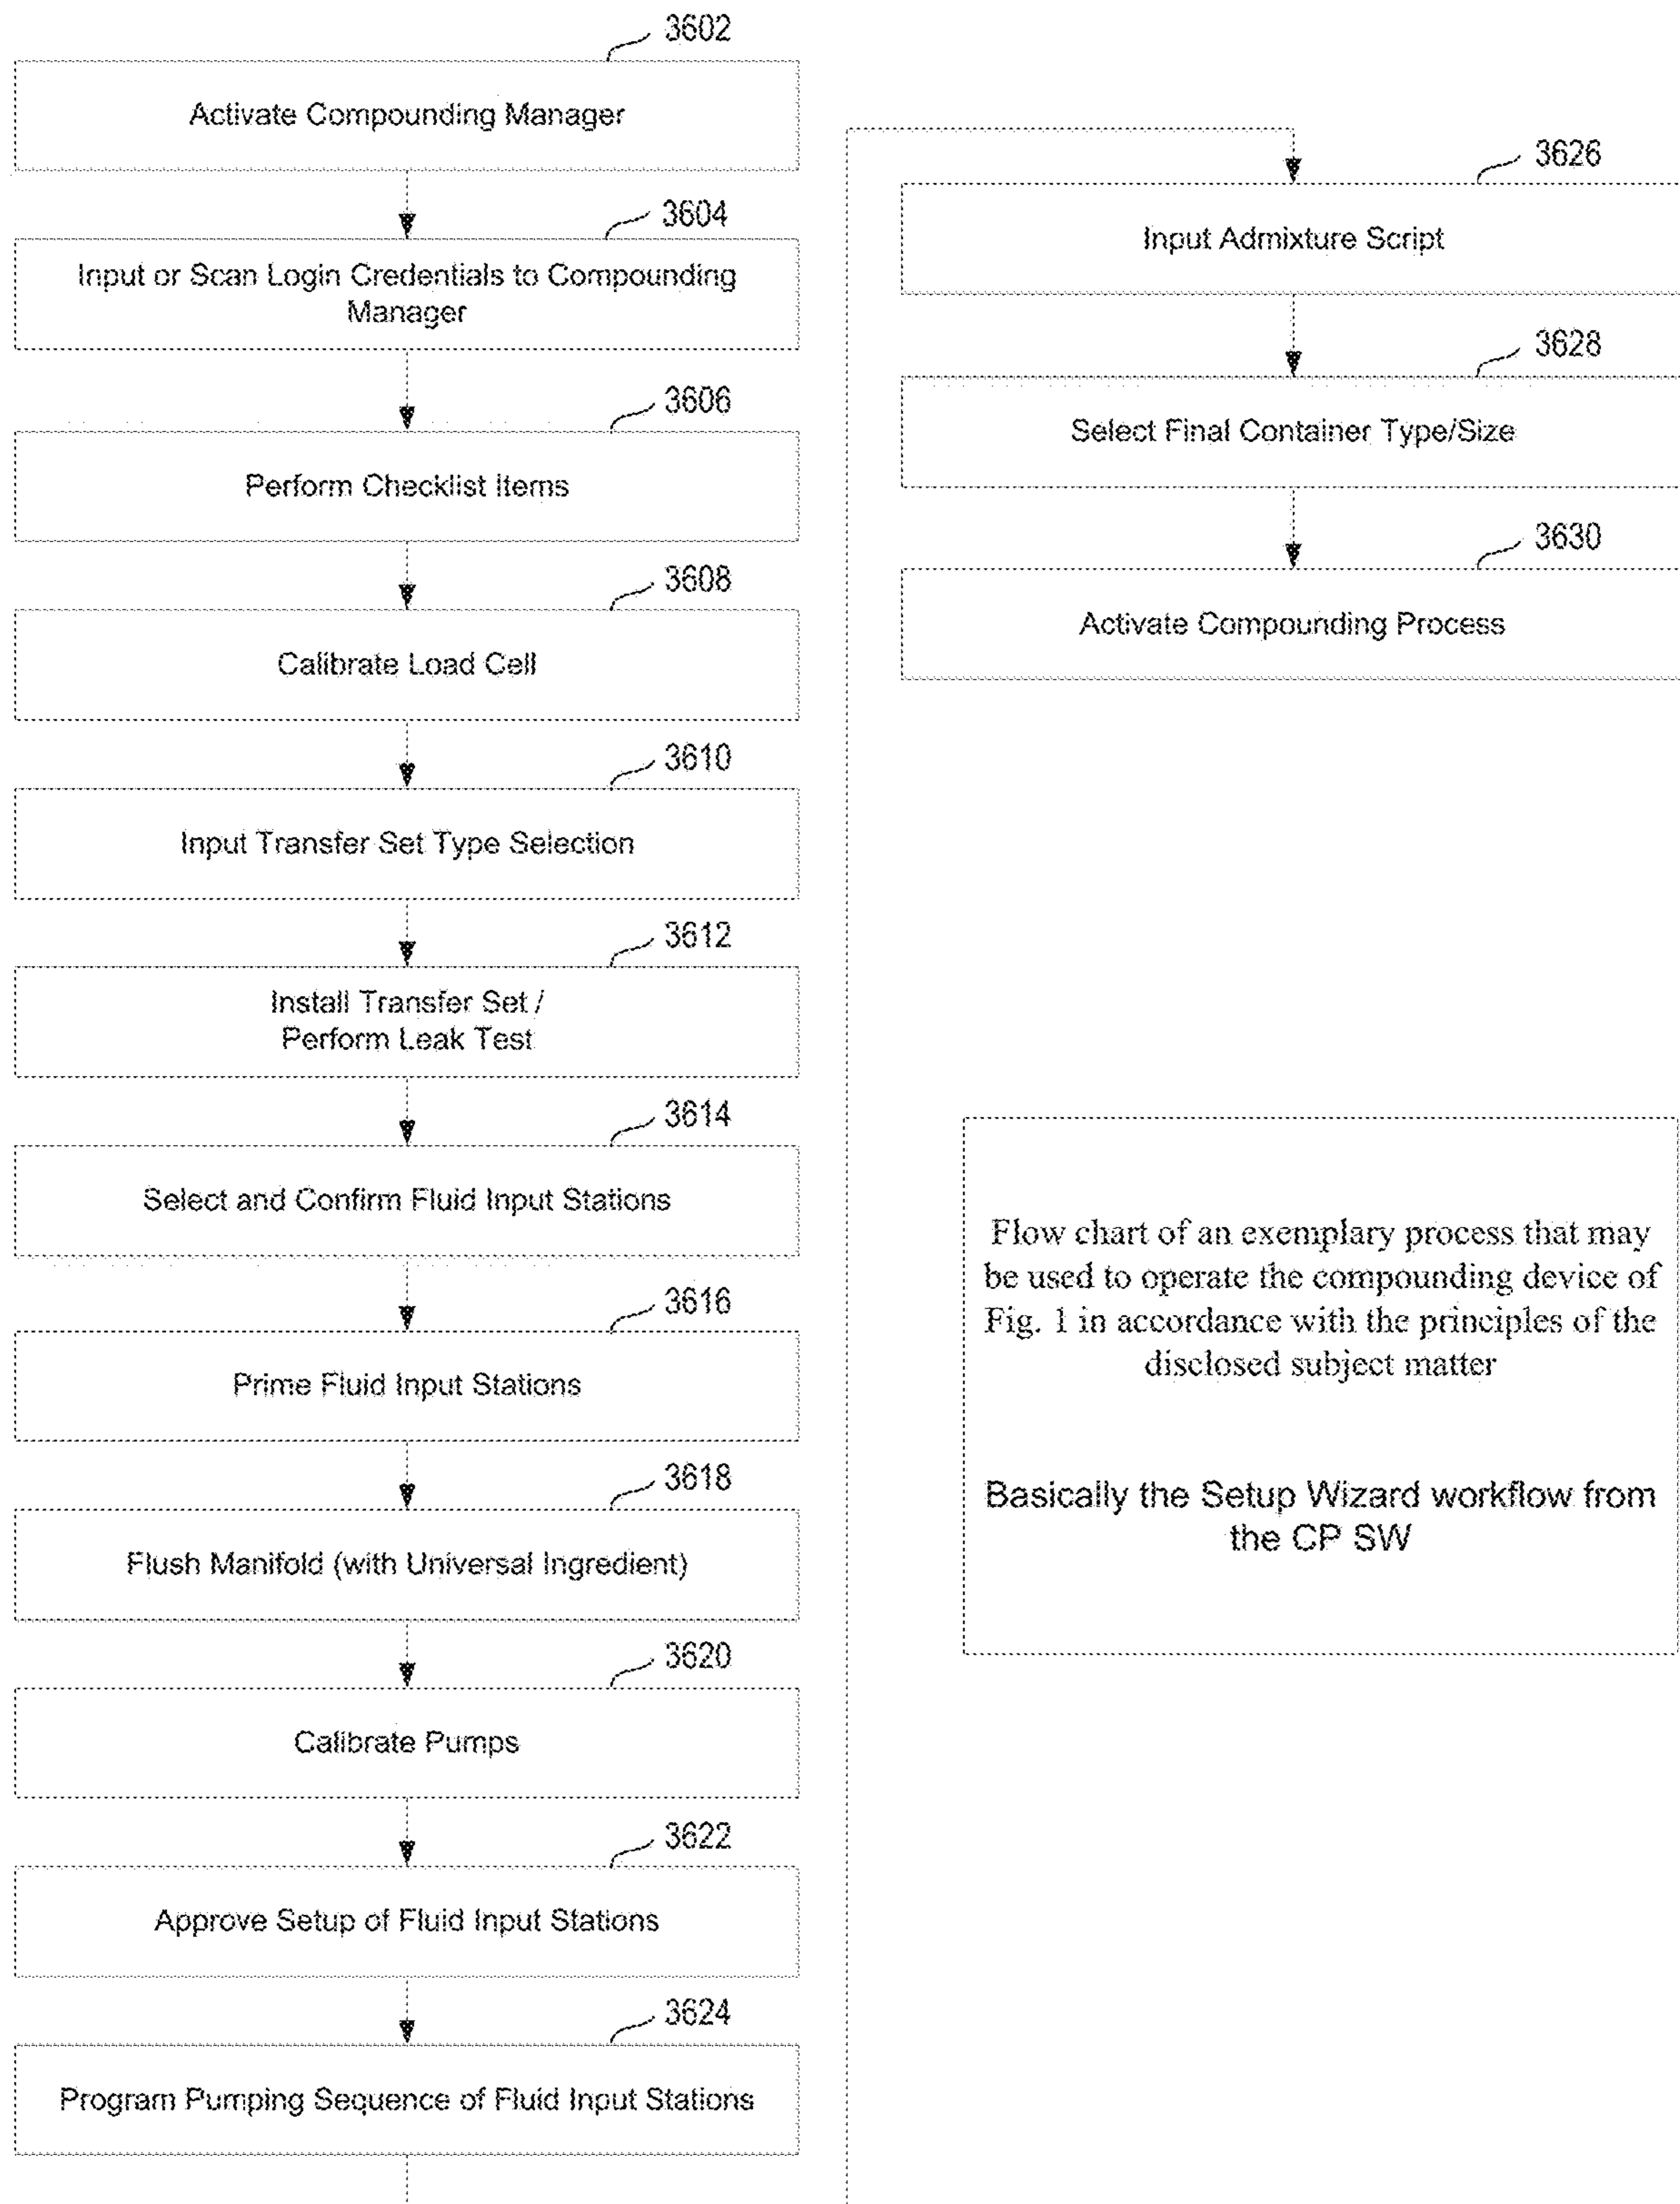 3602
Activate Compounding Manager
3604
Input or Scan Login Credentials to Compounding
Manager
3606
Perform Checklist Items
3608
Calibrate Load Cell
3610
Input Transfer Set Type Selection
3612
Install Transfer Set /
Perform Leak Test
3614
Select and Confirm Fluid Input Stations
3616
Prime Fluid Input Stations
3618
Flush Manifold (with Universal Ingredient)
3620
Calibrate Pumps
3622
Approve Setup of Fluid Input Stations
3624
Program Pumping Sequence of Fluid Input Stations
3626
Input Admixture Script
3628
Select Final Container Type/Size
3630
Activate Compounding Process
Flow chart of an exemplary process that may
be used to operate the compounding device of
Fig. 1 in accordance with the principles of the
disclosed subject matter
Basically the Setup Wizard workflow from
the CP SW